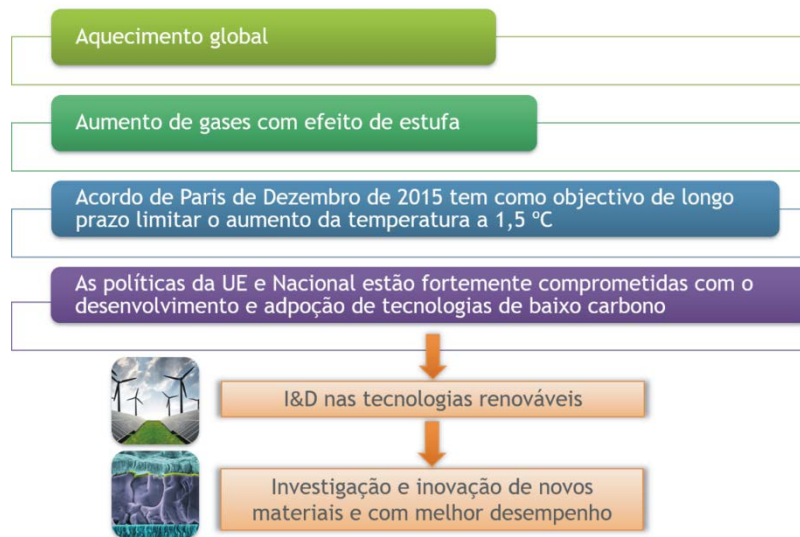 Aquecimento global
Aumento de gases com efeito de estufa
Acordo de Paris de Dezembro de 2015 tem como objectivo de longo
prazo limitar o aumento da temperatura a 1,5 ºC
As políticas da UE e Nacional estão fortemente comprometidas com o
desenvolvimento e adpoção de tecnologias de baixo carbono
I&D nas tecnologias renováveis
Investigação e inovação de novos
materiais e com melhor desempenho